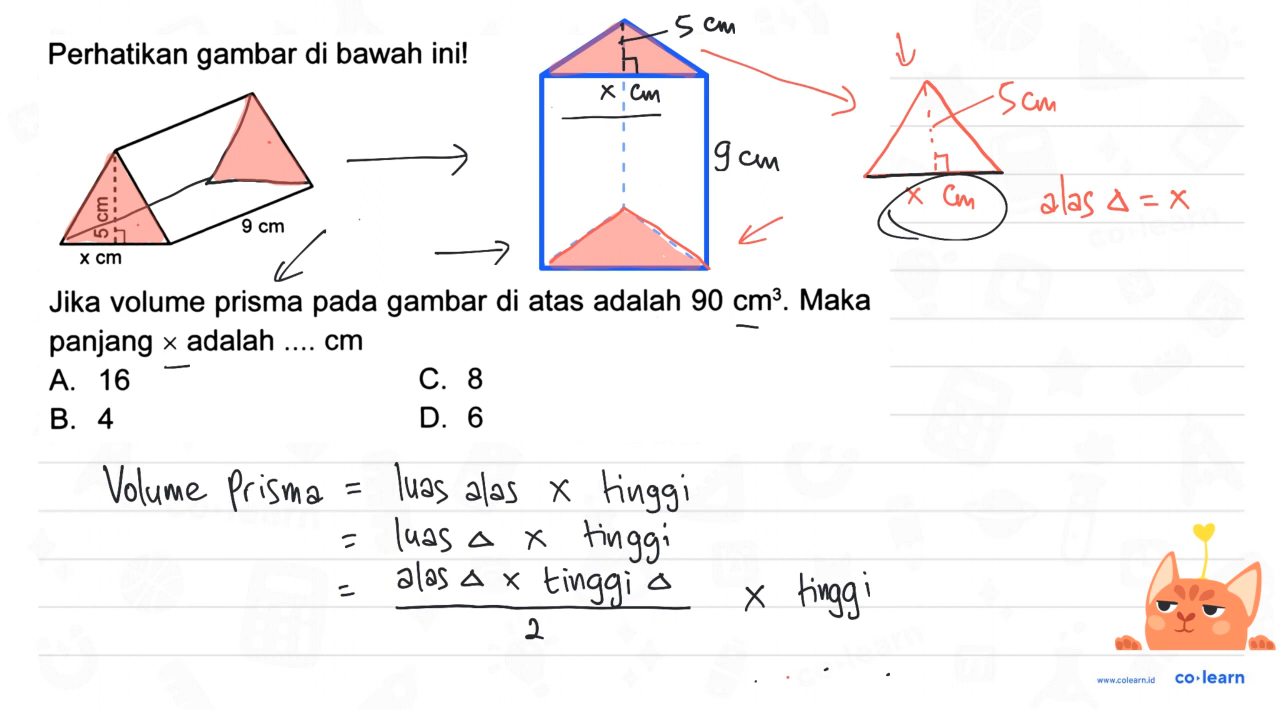 Perhatikan gambar di bawah ini!
5 cm
x cm
9 cm
5 cm
x cm
9 cm
5 cm
x cm
alas Δ = x
Jika volume prisma pada gambar di atas adalah 90 cm³. Maka
panjang x adalah .... cm
A. 16
C. 8
B. 4
D. 6
Volume Prisma = luas alas x tinggi
= luas Δ x tinggi
= alas Δ x tinggi Δ x tinggi
2
www.colearn.id
co·learn